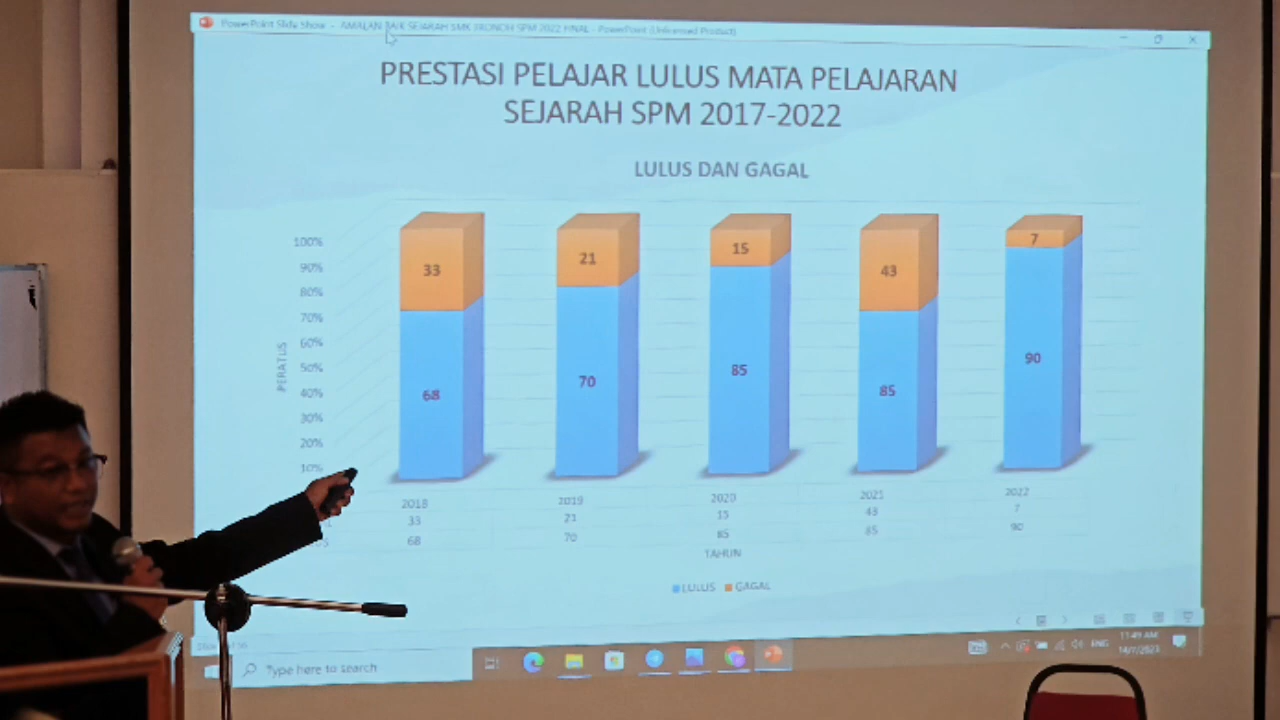 PowerPoint Slide Show - AMALAN BAIK SEJARAH SMK TRONOH SPM 2022 FINAL - PowerPoint (Unlicensed Product)
PRESTASI PELAJAR LULUS MATA PELAJARAN
SEJARAH SPM 2017-2022
LULUS DAN GAGAL
100%
90%
80%
70%
60%
50%
40%
30%
20%
10%
PERATUS
33
21
15
43
7
68
70
85
85
90
2018 2019 2020 2021 2022
33 21 15 43 7
68 70 85 85 90
TAHUN
LULUS GAGAL
Type here to search
ENG
11:49 AM
14/7/2023